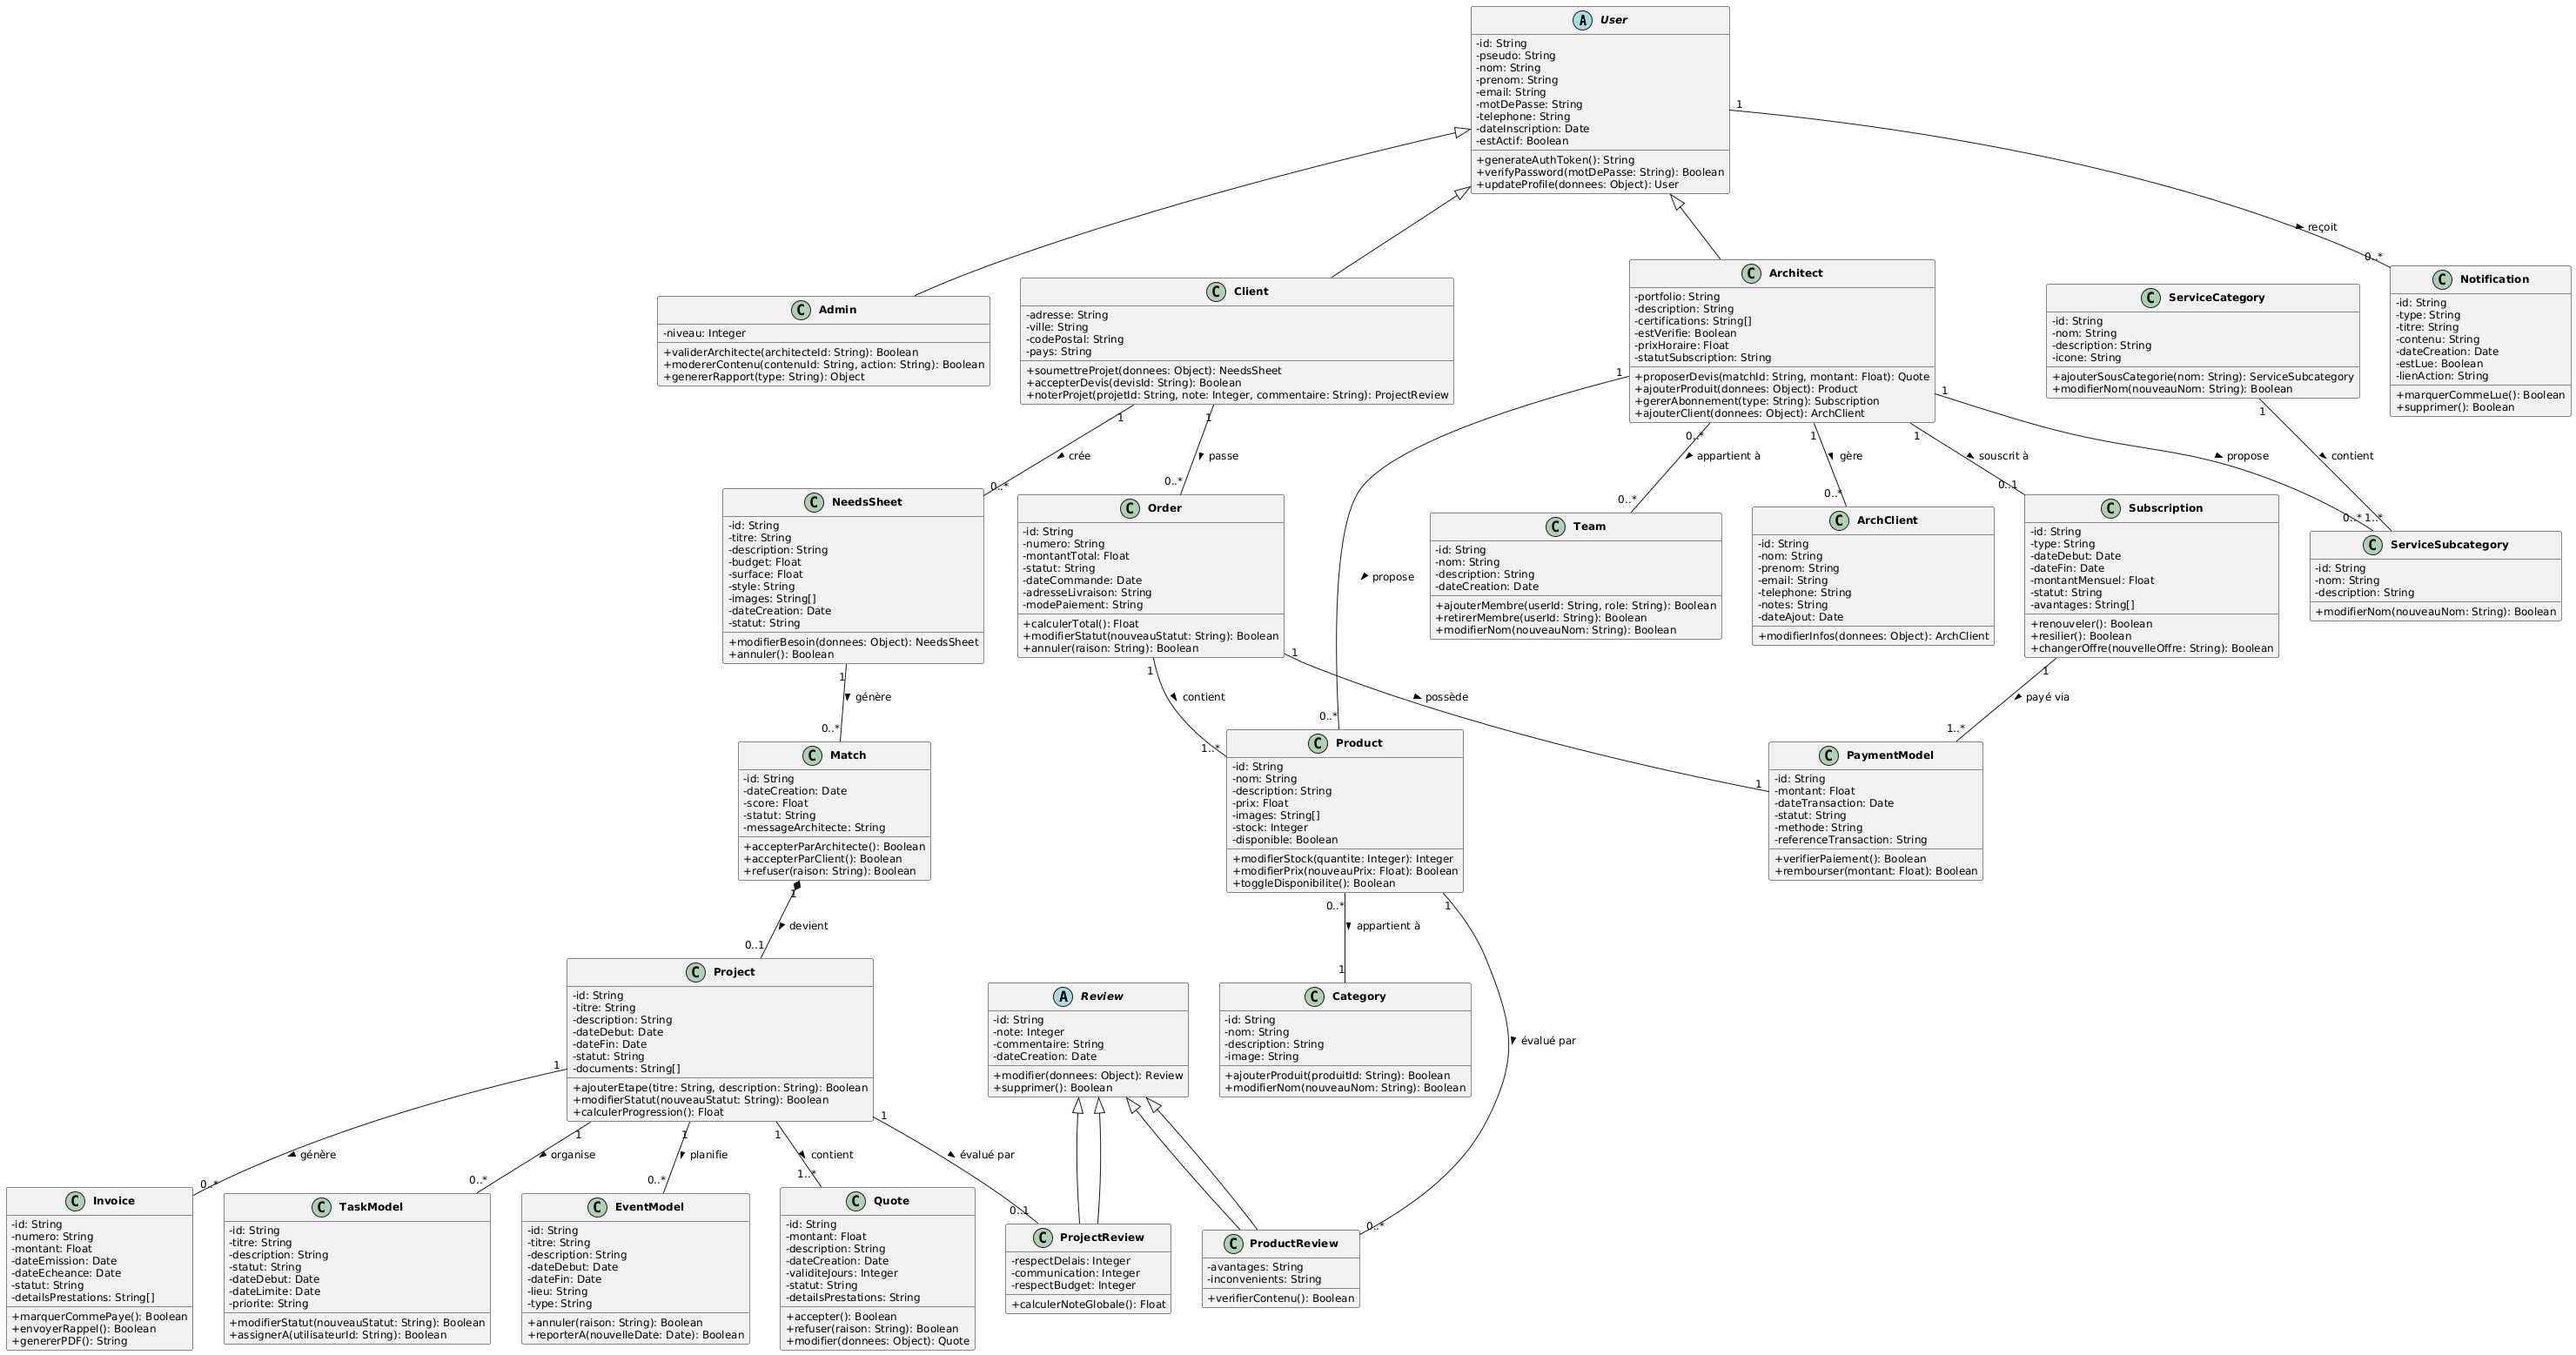 A User
-id: String
-pseudo: String
-nom: String
-prenom: String
-email: String
-motDePasse: String
-telephone: String
-dateInscription: Date
-estActif: Boolean
+generateAuthToken(): String
+verifyPassword(motDePasse: String): Boolean
+updateProfile(donnees: Object): User
1
reçoit
0..*
C Admin
-niveau: Integer
+validerArchitecte(architecteId: String): Boolean
+modererContenu(contenuId: String, action: String): Boolean
+genererRapport(type: String): Object
C Client
-adresse: String
-ville: String
-codePostal: String
-pays: String
+soumettreProjet(donnees: Object): NeedsSheet
+accepterDevis(devisId: String): Boolean
+noterProjet(projetId: String, note: Integer, commentaire: String): ProjectReview
C Architect
-portfolio: String
-description: String
-certifications: String[]
-estVerifie: Boolean
-prixHoraire: Float
-statutSubscription: String
+proposerDevis(matchId: String, montant: Float): Quote
+ajouterProduit(donnees: Object): Product
+gererAbonnement(type: String): Subscription
+ajouterClient(donnees: Object): ArchClient
C ServiceCategory
-id: String
-nom: String
-description: String
-icone: String
+ajouterSousCategorie(nom: String): ServiceSubcategory
+modifierNom(nouveauNom: String): Boolean
C Notification
-id: String
-type: String
-titre: String
-contenu: String
-dateCreation: Date
-estLue: Boolean
-lienAction: String
+marquerCommeLue(): Boolean
+supprimer(): Boolean
1
crée
0..*
1
passe
0..*
1
propose
0..*
0..*
appartient à
0..*
1
gère
0..*
1
souscrit à
0..1
1
propose
0..*
1
contient
1..*
C NeedsSheet
-id: String
-titre: String
-description: String
-budget: Float
-surface: Float
-style: String
-images: String[]
-dateCreation: Date
-statut: String
+modifierBesoin(donnees: Object): NeedsSheet
+annuler(): Boolean
C Order
-id: String
-numero: String
-montantTotal: Float
-statut: String
-dateCommande: Date
-adresseLivraison: String
-modePaiement: String
+calculerTotal(): Float
+modifierStatut(nouveauStatut: String): Boolean
+annuler(raison: String): Boolean
C Team
-id: String
-nom: String
-description: String
-dateCreation: Date
+ajouterMembre(userId: String, role: String): Boolean
+retirerMembre(userId: String): Boolean
+modifierNom(nouveauNom: String): Boolean
C ArchClient
-id: String
-nom: String
-prenom: String
-email: String
-telephone: String
-notes: String
-dateAjout: Date
+modifierInfos(donnees: Object): ArchClient
C Subscription
-id: String
-type: String
-dateDebut: Date
-dateFin: Date
-montantMensuel: Float
-statut: String
-avantages: String[]
+renouveler(): Boolean
+resilier(): Boolean
+changerOffre(nouvelleOffre: String): Boolean
C ServiceSubcategory
-id: String
-nom: String
-description: String
+modifierNom(nouveauNom: String): Boolean
1
génère
0..*
1
contient
1..*
1
possède
1
1
payé via
1..*
C Match
-id: String
-dateCreation: Date
-score: Float
-statut: String
-messageArchitecte: String
+accepterParArchitecte(): Boolean
+accepterParClient(): Boolean
+refuser(raison: String): Boolean
C Product
-id: String
-nom: String
-description: String
-prix: Float
-images: String[]
-stock: Integer
-disponible: Boolean
+modifierStock(quantite: Integer): Integer
+modifierPrix(nouveauPrix: Float): Boolean
+toggleDisponibilite(): Boolean
C PaymentModel
-id: String
-montant: Float
-dateTransaction: Date
-statut: String
-methode: String
-referenceTransaction: String
+verifierPaiement(): Boolean
+rembourser(montant: Float): Boolean
1
devient
0..1
0..*
appartient à
1
1
évalué par
0..*
C Project
-id: String
-titre: String
-description: String
-dateDebut: Date
-dateFin: Date
-statut: String
-documents: String[]
+ajouterEtape(titre: String, description: String): Boolean
+modifierStatut(nouveauStatut: String): Boolean
+calculerProgression(): Float
A Review
-id: String
-note: Integer
-commentaire: String
-dateCreation: Date
+modifier(donnees: Object): Review
+supprimer(): Boolean
C Category
-id: String
-nom: String
-description: String
-image: String
+ajouterProduit(produitId: String): Boolean
+modifierNom(nouveauNom: String): Boolean
1
génère
0..*
1
organise
0..*
1
planifie
0..*
1
contient
1..*
1
évalué par
0..1
C Invoice
-id: String
-numero: String
-montant: Float
-dateEmission: Date
-dateEcheance: Date
-statut: String
-detailsPrestations: String[]
+marquerCommePaye(): Boolean
+envoyerRappel(): Boolean
+genererPDF(): String
C TaskModel
-id: String
-titre: String
-description: String
-statut: String
-dateDebut: Date
-dateLimite: Date
-priorite: String
+modifierStatut(nouveauStatut: String): Boolean
+assignerA(utilisateurId: String): Boolean
C EventModel
-id: String
-titre: String
-description: String
-dateDebut: Date
-dateFin: Date
-lieu: String
-type: String
+annuler(raison: String): Boolean
+reporterA(nouvelleDate: Date): Boolean
C Quote
-id: String
-montant: Float
-description: String
-dateCreation: Date
-validiteJours: Integer
-statut: String
-detailsPrestations: String
+accepter(): Boolean
+refuser(raison: String): Boolean
+modifier(donnees: Object): Quote
C ProjectReview
-respectDelais: Integer
-communication: Integer
-respectBudget: Integer
+calculerNoteGlobale(): Float
C ProductReview
-avantages: String
-inconvenients: String
+verifierContenu(): Boolean